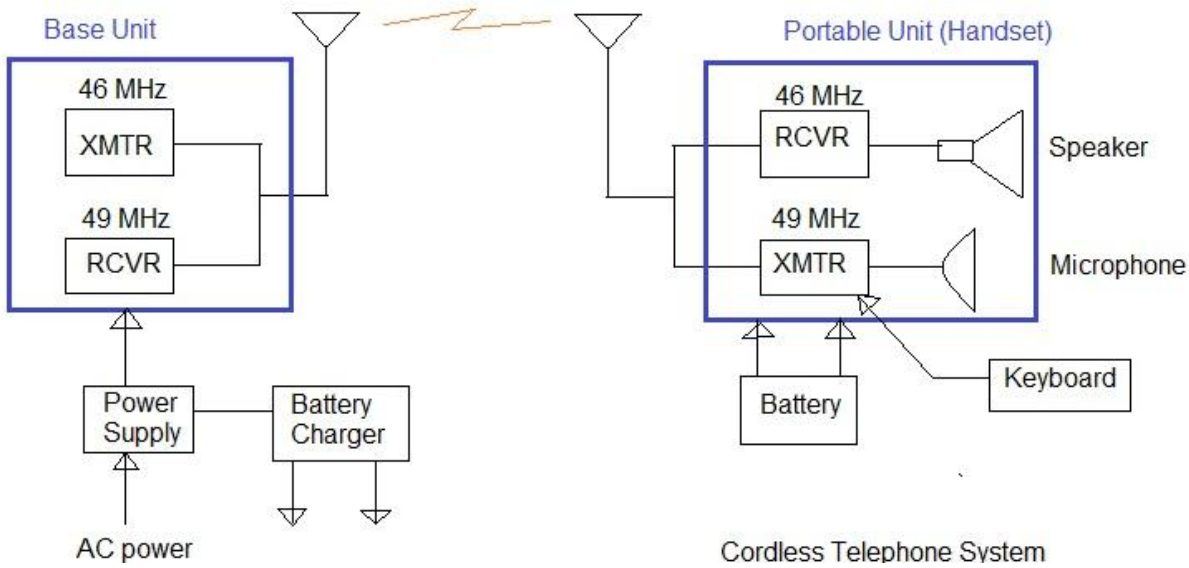 Base Unit
46 MHz
XMTR
49 MHz
RCVR
Power
Supply
Battery
Charger
AC power
Portable Unit (Handset)
46 MHz
RCVR
Speaker
49 MHz
XMTR
Microphone
Battery
Keyboard
Cordless Telephone System